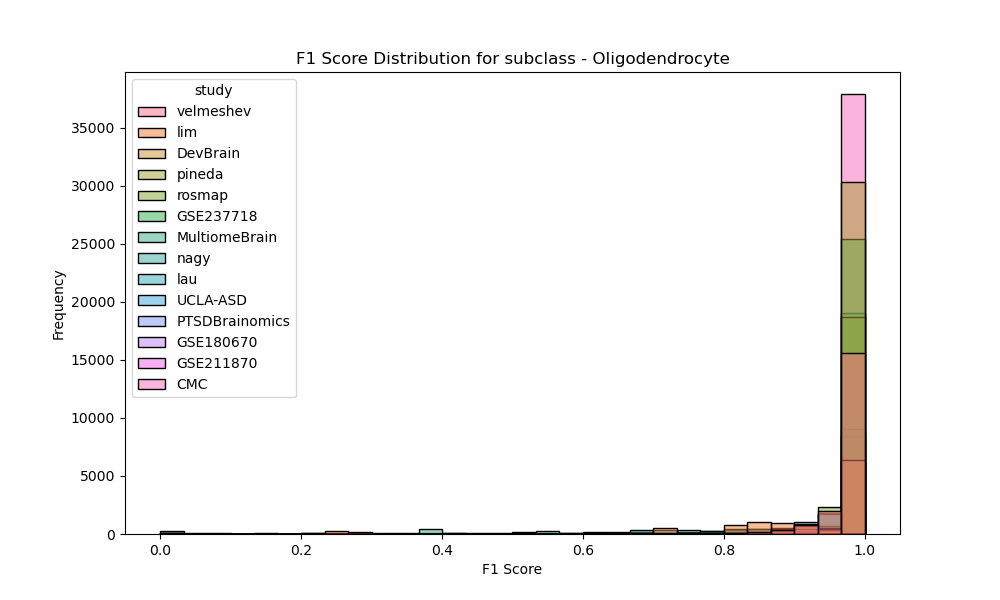 F1 Score Distribution for subclass - Oligodendrocyte
study
velmeshev
lim
DevBrain
pineda
rosmap
GSE237718
MultiomeBrain
nagy
lau
UCLA-ASD
PTSDBrainomics
GSE180670
GSE211870
CMC
Frequency
35000
30000
25000
20000
15000
10000
5000
0
0.0 0.2 0.4 0.6 0.8 1.0
F1 Score